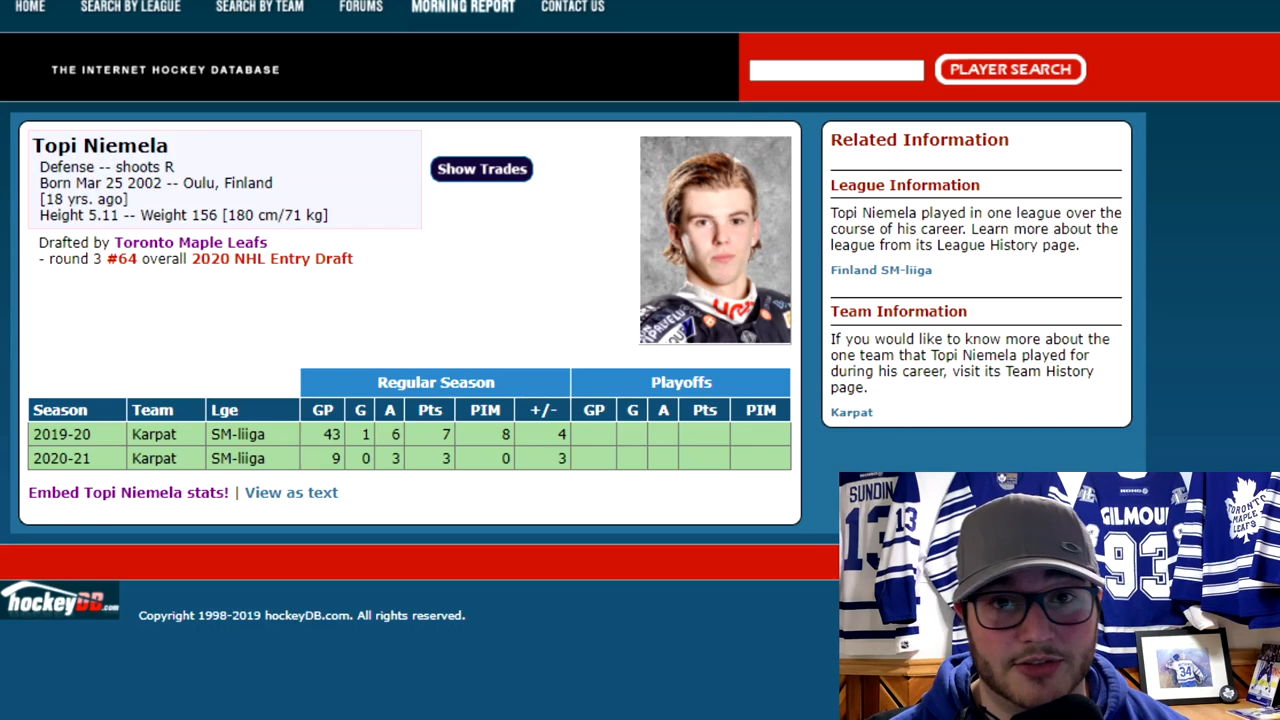 HOME SEARCH BY LEAGUE SEARCH BY TEAM FORUMS MORNING REPORT CONTACT US
THE INTERNET HOCKEY DATABASE
PLAYER SEARCH
Topi Niemela
Defense -- shoots R
Born Mar 25 2002 -- Oulu, Finland
[18 yrs. ago]
Height 5.11 -- Weight 156 [180 cm/71 kg]
Show Trades
Drafted by Toronto Maple Leafs
- round 3 #64 overall 2020 NHL Entry Draft
Regular Season Playoffs
Season Team Lge GP G A Pts PIM +/- GP G A Pts PIM
2019-20 Karpat SM-liiga 43 1 6 7 8 4
2020-21 Karpat SM-liiga 9 0 3 3 0 3
Embed Topi Niemela stats! | View as text
Related Information
League Information
Topi Niemela played in one league over the
course of his career. Learn more about the
league from its League History page.
Finland SM-liiga
Team Information
If you would like to know more about the
one team that Topi Niemela played for
during his career, visit its Team History
page.
Karpat
hockeyDB.com
Copyright 1998-2019 hockeyDB.com. All rights reserved.
SUNDIN
13
13
GILMOUR
93
TORONTO
MAPLE
LEAFS
34